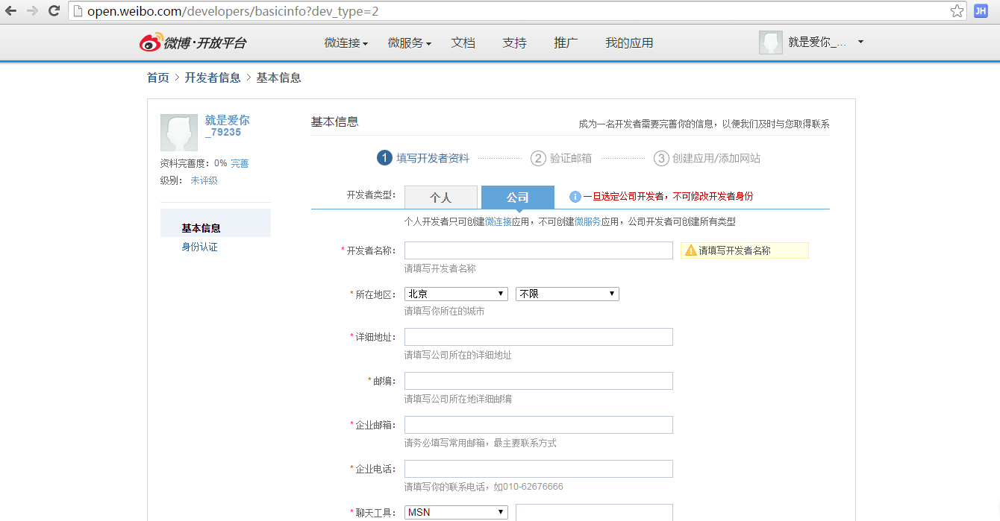 open.weibo.com/developers/basicinfo?dev_type=2
JH
微博·开放平台 微连接 微服务 文档 支持 推广 我的应用 就是爱你_...
首页 > 开发者信息 > 基本信息
就是爱你
_79235
资料完善度：0% 完善
级别： 未评级
基本信息
身份认证
基本信息 成为一名开发者需要完善你的信息，以便我们及时与您取得联系
1 填写开发者资料 2 验证邮箱 3 创建应用/添加网站
开发者类型： 个人 公司 一旦选定公司开发者，不可修改开发者身份
个人开发者只可创建微连接应用，不可创建微服务应用，公司开发者可创建所有类型
*开发者名称： 请填写开发者名称
请填写开发者名称
*所在地区： 北京 不限
请填写你所在的城市
*详细地址：
请填写公司所在的详细地址
*邮编：
请填写公司所在地详细邮编
*企业邮箱：
请务必填写常用邮箱，最主要联系方式
*企业电话：
请填写你的联系电话，如010-62676666
*聊天工具： MSN